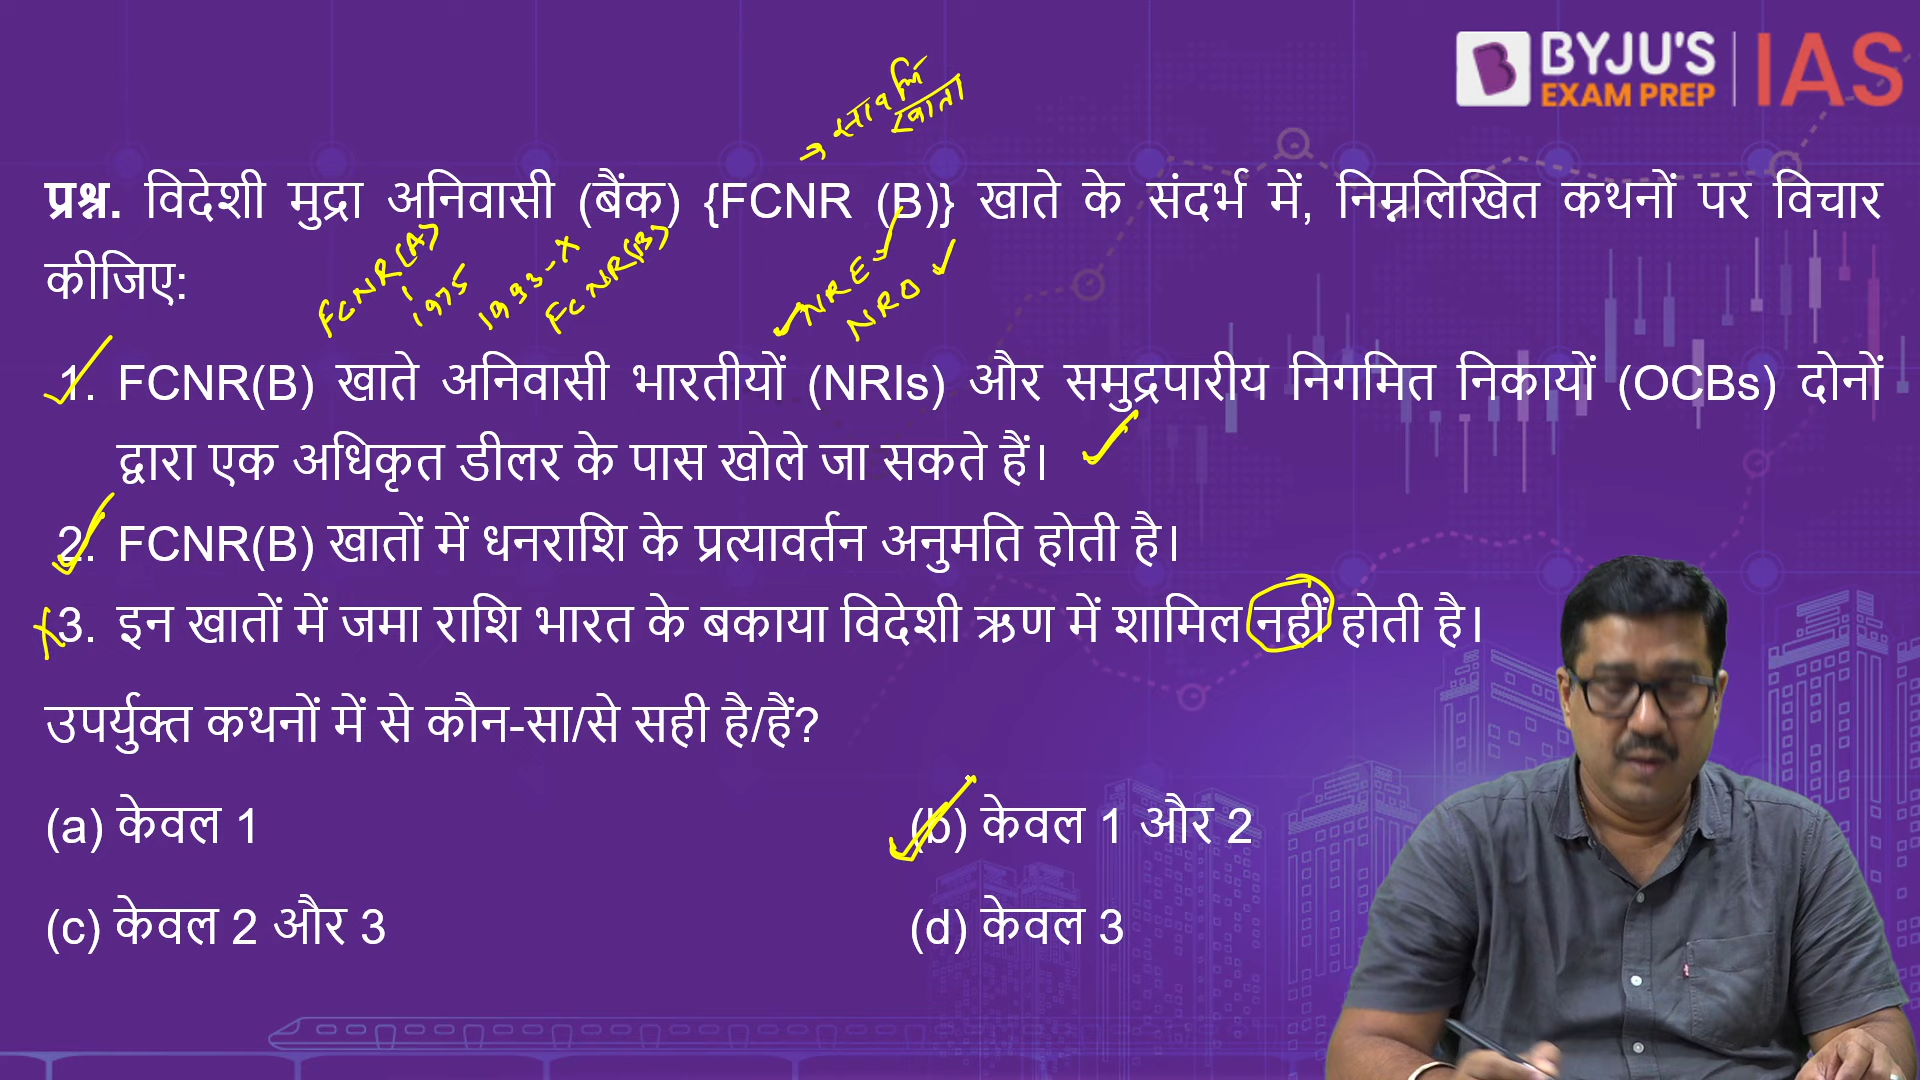 BYJU'S
EXAM PREP
IAS
→ सावधि
खाता
प्रश्न. विदेशी मुद्रा अनिवासी (बैंक) {FCNR (B)} खाते के संदर्भ में, निम्नलिखित कथनों पर विचार
कीजिए:
FCNR(A)
1975
1993-X
FCNR(B)
NRE
NRO
1. FCNR(B) खाते अनिवासी भारतीयों (NRIs) और समुद्रपारीय निगमित निकायों (OCBs) दोनों
द्वारा एक अधिकृत डीलर के पास खोले जा सकते हैं।
2. FCNR(B) खातों में धनराशि के प्रत्यावर्तन अनुमति होती है।
3. इन खातों में जमा राशि भारत के बकाया विदेशी ऋण में शामिल नहीं होती है।
उपर्युक्त कथनों में से कौन-सा/से सही है/हैं?
(a) केवल 1
(b) केवल 1 और 2
(c) केवल 2 और 3
(d) केवल 3